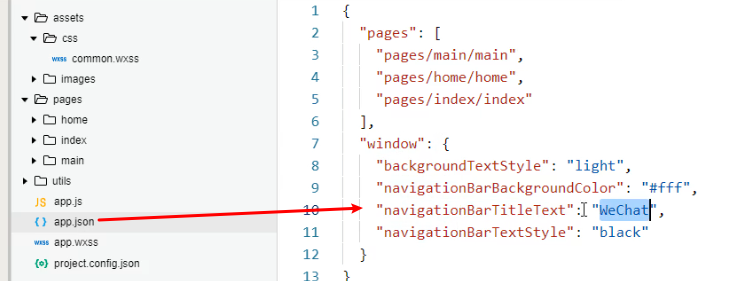 assets
css
wxss common.wxss
images
pages
home
index
main
utils
JS app.js
{ } app.json
wxss app.wxss
{o} project.config.json
1 {
2 "pages": [
3 "pages/main/main",
4 "pages/home/home",
5 "pages/index/index"
6 ],
7 "window": {
8 "backgroundTextStyle": "light",
9 "navigationBarBackgroundColor": "#fff",
10 "navigationBarTitleText": "WeChat",
11 "navigationBarTextStyle": "black"
12 }
13 }